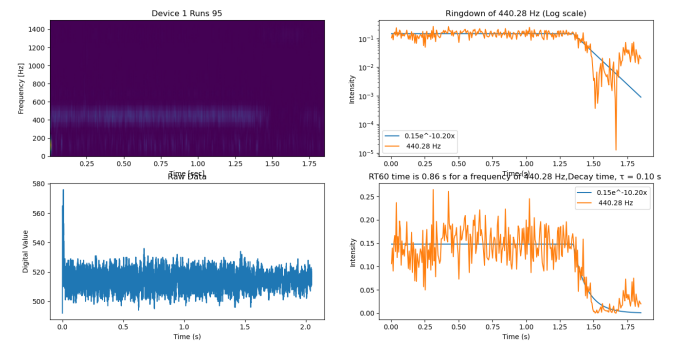 Device 1 Runs 95
Frequency [Hz]
1400
1200
1000
800
600
400
200
0
0.25 0.50 0.75 1.00 1.25 1.50 1.75
Time [sec]
Ringdown of 440.28 Hz (Log scale)
Intensity
10^-1
10^-2
10^-3
10^-4
10^-5
0.15e^-10.20x
440.28 Hz
0.00 0.25 0.50 0.75 1.00 1.25 1.50 1.75
Time (s)
Raw Data
Digital Value
580
560
540
520
500
0.0 0.5 1.0 1.5 2.0
Time (s)
RT60 time is 0.86 s for a frequency of 440.28 Hz,Decay time, τ = 0.10 s
Intensity
0.25
0.20
0.15
0.10
0.05
0.00
0.15e^-10.20x
440.28 Hz
0.00 0.25 0.50 0.75 1.00 1.25 1.50 1.75
Time (s)